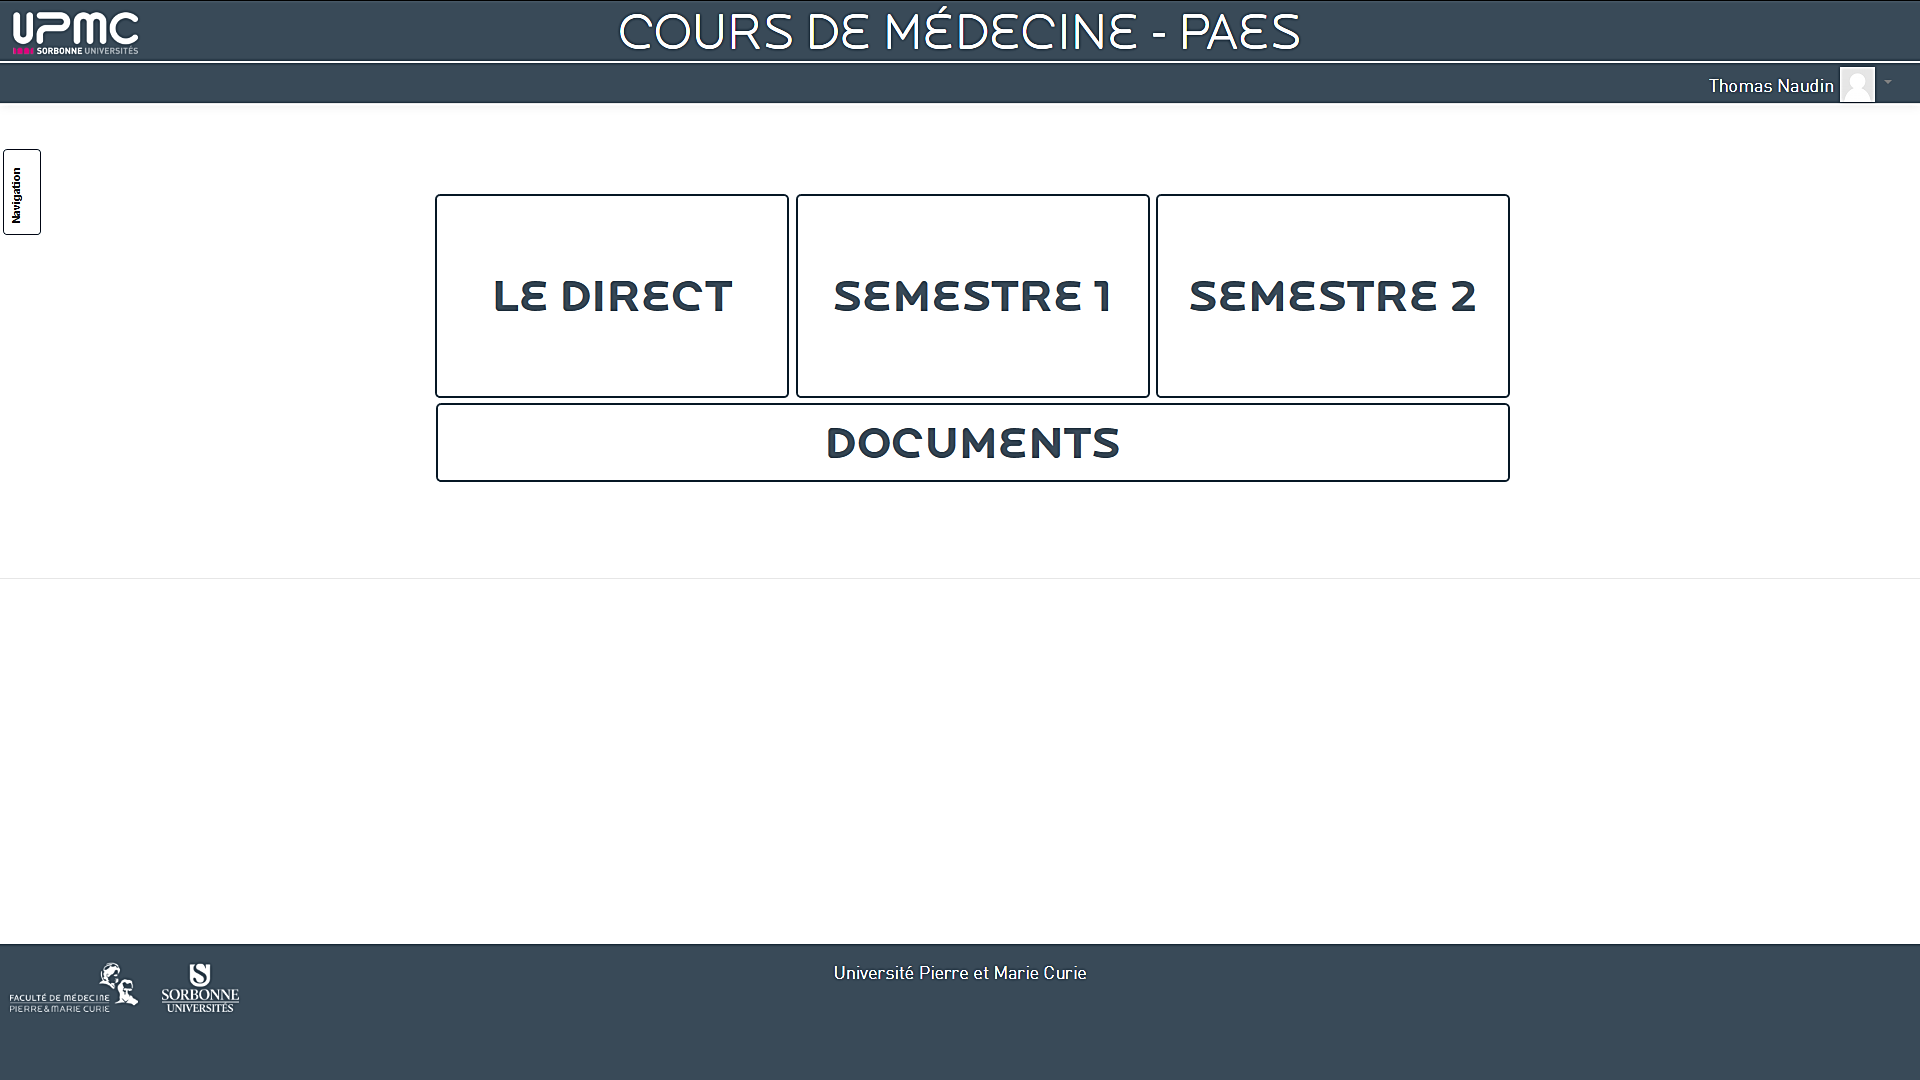 UPMC
SORBONNE UNIVERSITÉS
COURS DE MÉDECINE - PAES
Thomas Naudin
Navigation
LE DIRECT
SEMESTRE 1
SEMESTRE 2
DOCUMENTS
Université Pierre et Marie Curie
FACULTÉ DE MÉDECINE
PIERRE & MARIE CURIE
S
SORBONNE
UNIVERSITÉS